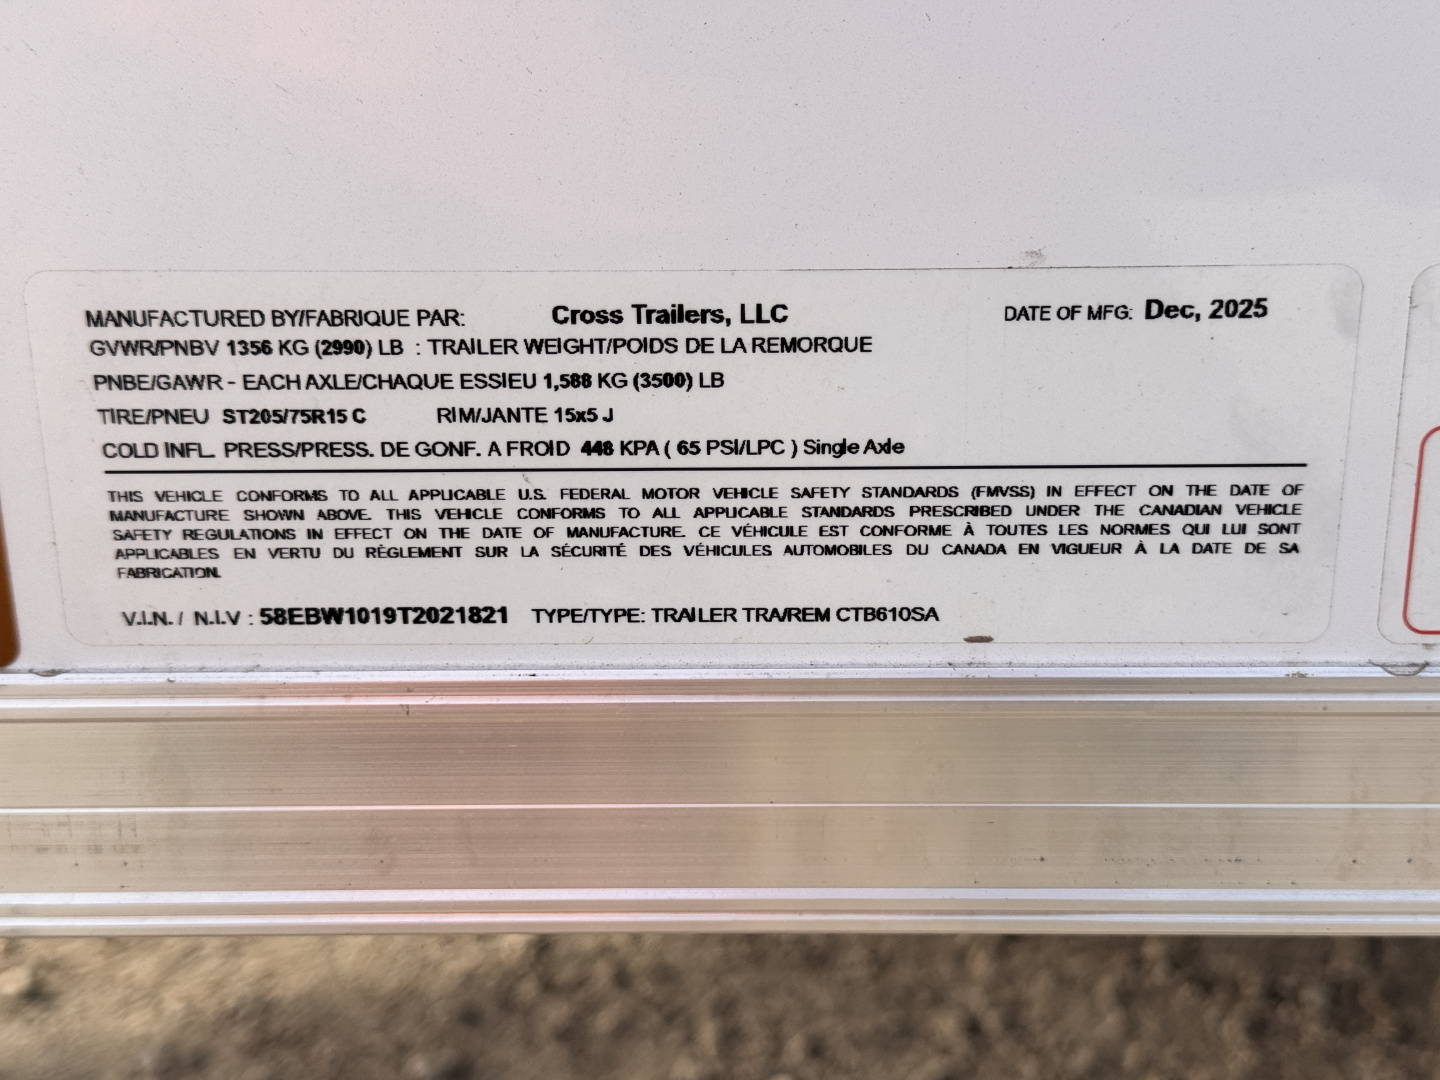 MANUFACTURED BY/FABRIQUE PAR: Cross Trailers, LLC DATE OF MFG: Dec, 2025
GVWR/PNBV 1356 KG (2990) LB : TRAILER WEIGHT/POIDS DE LA REMORQUE
PNBE/GAWR - EACH AXLE/CHAQUE ESSIEU 1,588 KG (3500) LB
TIRE/PNEU ST205/75R15 C RIM/JANTE 15x5 J
COLD INFL. PRESS/PRESS. DE GONF. A FROID 448 KPA ( 65 PSI/LPC ) Single Axle
THIS VEHICLE CONFORMS TO ALL APPLICABLE U.S. FEDERAL MOTOR VEHICLE SAFETY STANDARDS (FMVSS) IN EFFECT ON THE DATE OF
MANUFACTURE SHOWN ABOVE. THIS VEHICLE CONFORMS TO ALL APPLICABLE STANDARDS PRESCRIBED UNDER THE CANADIAN VEHICLE
SAFETY REGULATIONS IN EFFECT ON THE DATE OF MANUFACTURE. CE VÉHICULE EST CONFORME À TOUTES LES NORMES QUI LUI SONT
APPLICABLES EN VERTU DU RÈGLEMENT SUR LA SÉCURITÉ DES VÉHICULES AUTOMOBILES DU CANADA EN VIGUEUR À LA DATE DE SA
FABRICATION.
V.I.N. / N.I.V : 58EBW1019T2021821 TYPE/TYPE: TRAILER TRA/REM CTB610SA